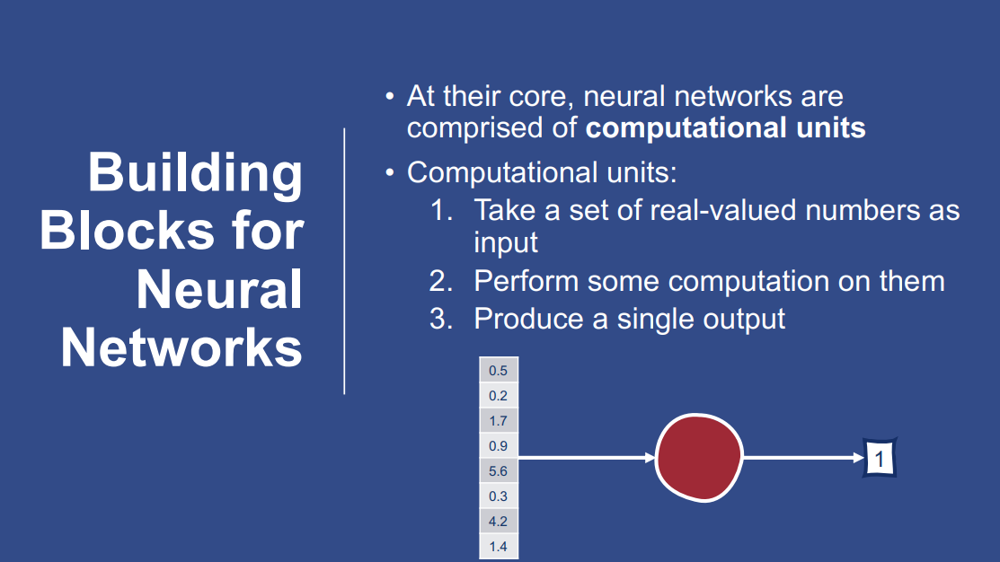 Building
Blocks for
Neural
Networks
• At their core, neural networks are
comprised of computational units
• Computational units:
1. Take a set of real-valued numbers as
input
2. Perform some computation on them
3. Produce a single output
0.5
0.2
1.7
0.9
5.6
0.3
4.2
1.4
1